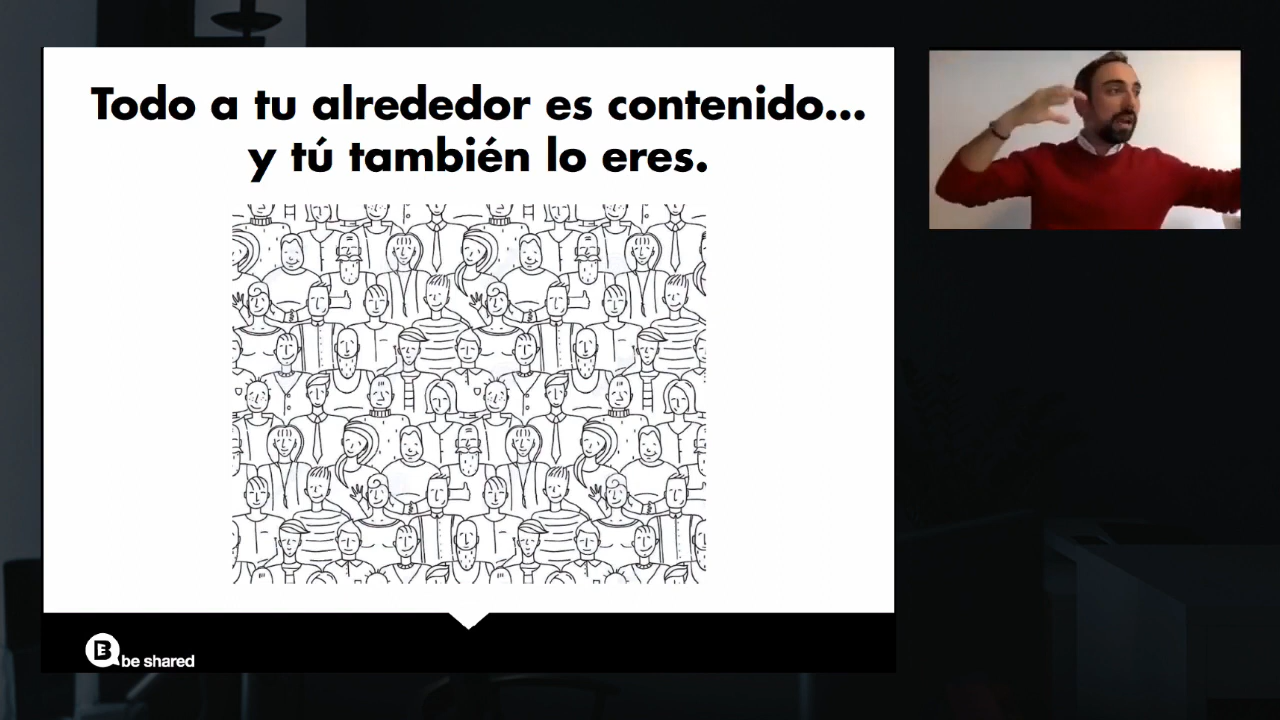 Todo a tu alrededor es contenido...
y tú también lo eres.
B be shared